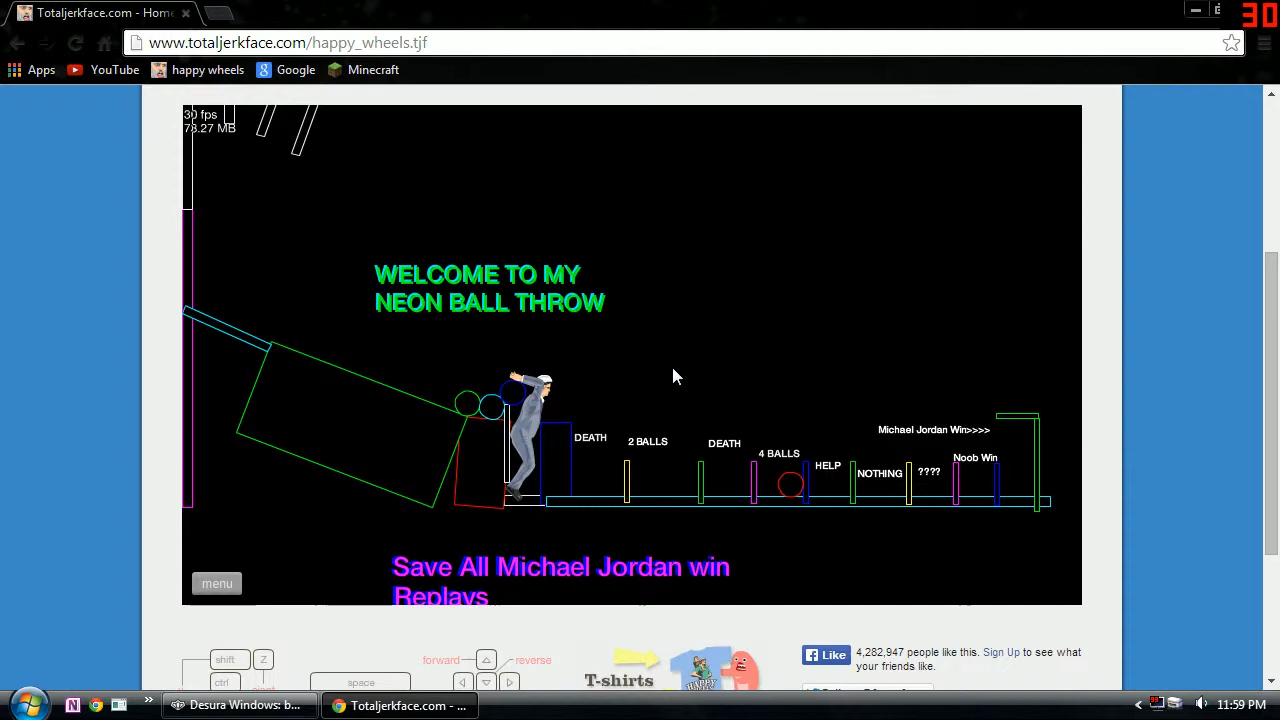 Totaljerkface.com - Home
30
www.totaljerkface.com/happy_wheels.tjf
Apps YouTube happy wheels Google Minecraft
30 fps
78.27 MB
WELCOME TO MY
NEON BALL THROW
DEATH 2 BALLS DEATH 4 BALLS HELP NOTHING ???? Noob Win
Michael Jordan Win>>>>
Save All Michael Jordan win
Replays
menu
shift Z
ctrl
space
forward
reverse
T-shirts
HAPPY
Like 4,282,947 people like this. Sign Up to see what
your friends like.
Desura Windows: b...
Totaljerkface.com - ...
11:59 PM